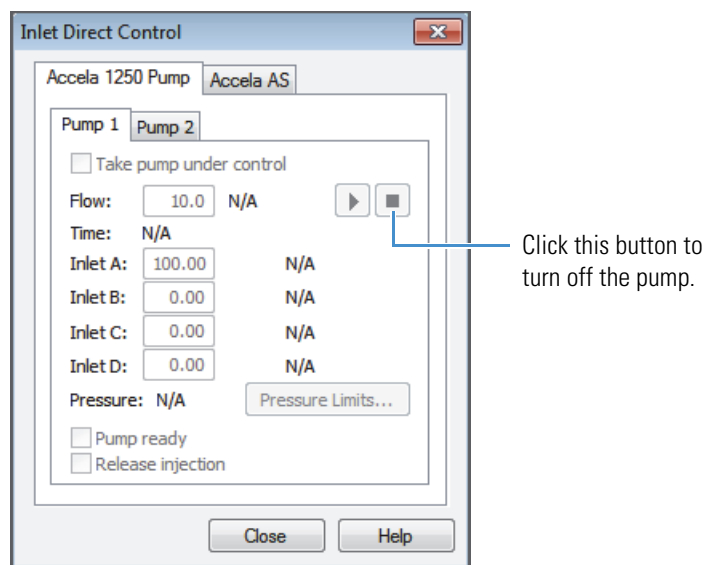 Inlet Direct Control
Accela 1250 Pump Accela AS
Pump 1 Pump 2
Take pump under control
Flow: 10.0 N/A
Time: N/A
Inlet A: 100.00 N/A
Inlet B: 0.00 N/A
Inlet C: 0.00 N/A
Inlet D: 0.00 N/A
Pressure: N/A Pressure Limits...
Pump ready
Release injection
Close Help
Click this button to
turn off the pump.